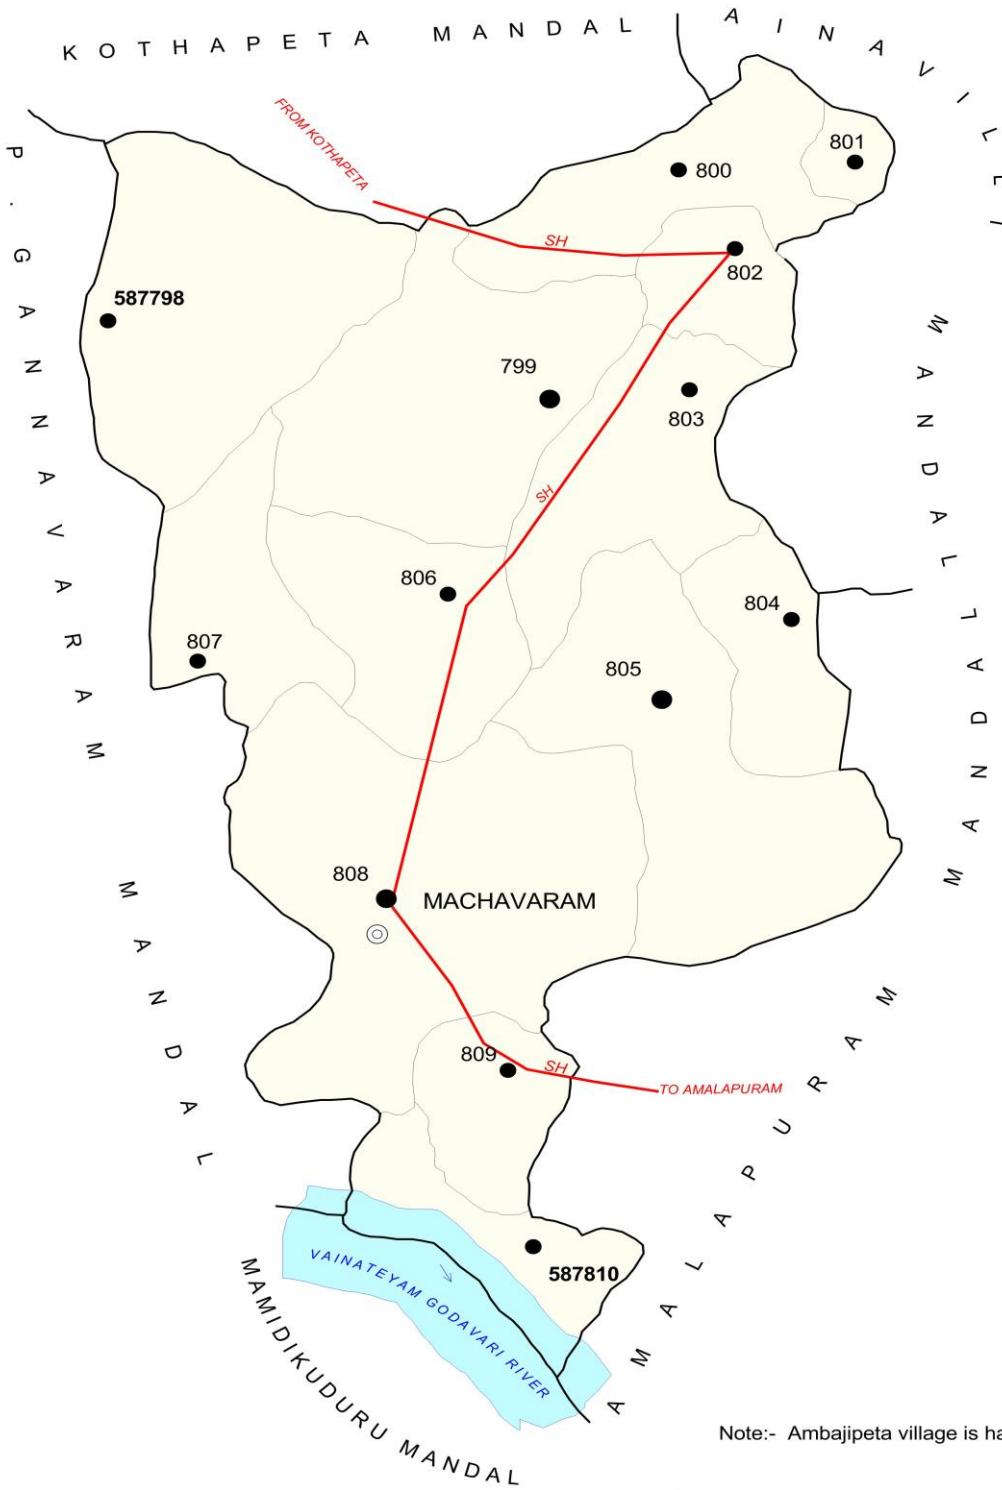 KOTHAPETA MANDAL
AINAVILLI MANDAL
P. GANNAVARAM MANDAL
FROM KOTHAPETA
801
800
SH
802
587798
799
803
SH
806
804
807
805
808
MACHAVARAM
809
SH
TO AMALAPURAM
AMALAPURAM MANDAL
587810
VAINATEYAM GODAVARI RIVER
MAMIDIKUDURU MANDAL
Note:- Ambajipeta village is ha